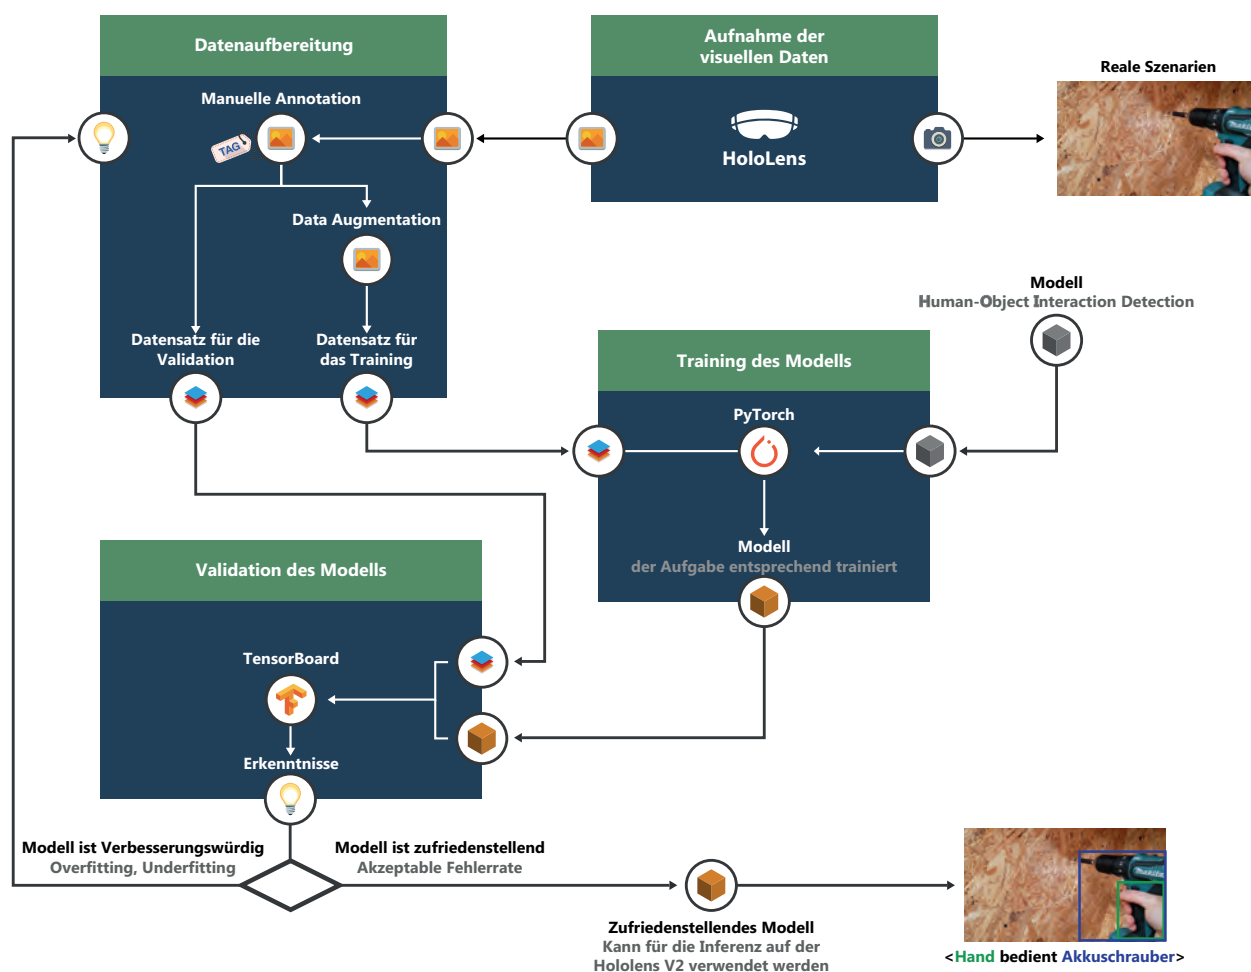 Datenaufbereitung
Aufnahme der
visuellen Daten
Reale Szenarien
Manuelle Annotation
TAG
HoloLens
Data Augmentation
Datensatz für die
Validation
Datensatz für
das Training
Modell
Human-Object Interaction Detection
Training des Modells
PyTorch
Modell
der Aufgabe entsprechend trainiert
Validation des Modells
TensorBoard
Erkenntnisse
Modell ist Verbesserungswürdig
Overfitting, Underfitting
Modell ist zufriedenstellend
Akzeptable Fehlerrate
Zufriedenstellendes Modell
Kann für die Inferenz auf der
Hololens V2 verwendet werden
makita
<Hand bedient Akkuschrauber>